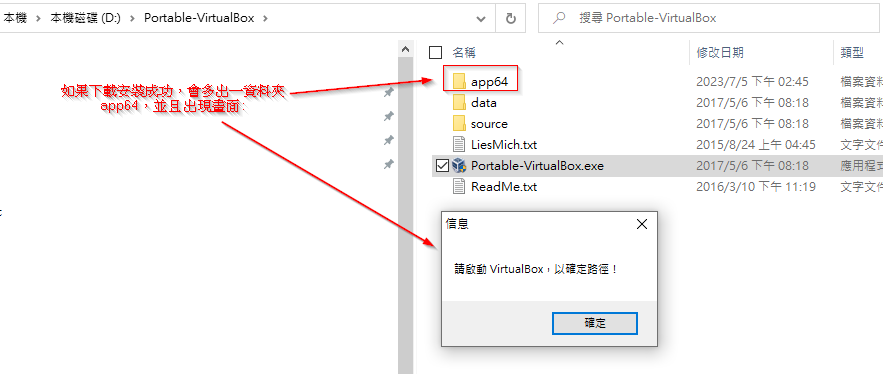 本機 > 本機磁碟 (D:) > Portable-VirtualBox >
搜尋 Portable-VirtualBox
名稱 修改日期 類型
如果下載安裝成功，會多出一資料夾
app64，並且出現畫面:
app64 2023/7/5 下午 02:45 檔案資
data 2017/5/6 下午 08:18 檔案資
source 2017/5/6 下午 08:18 檔案資
LiesMich.txt 2015/8/24 上午 04:45 文字文
Portable-VirtualBox.exe 2017/5/6 下午 08:18 應用程
ReadMe.txt 2016/3/10 下午 11:19 文字文
信息
請啟動 VirtualBox，以確定路徑！
確定